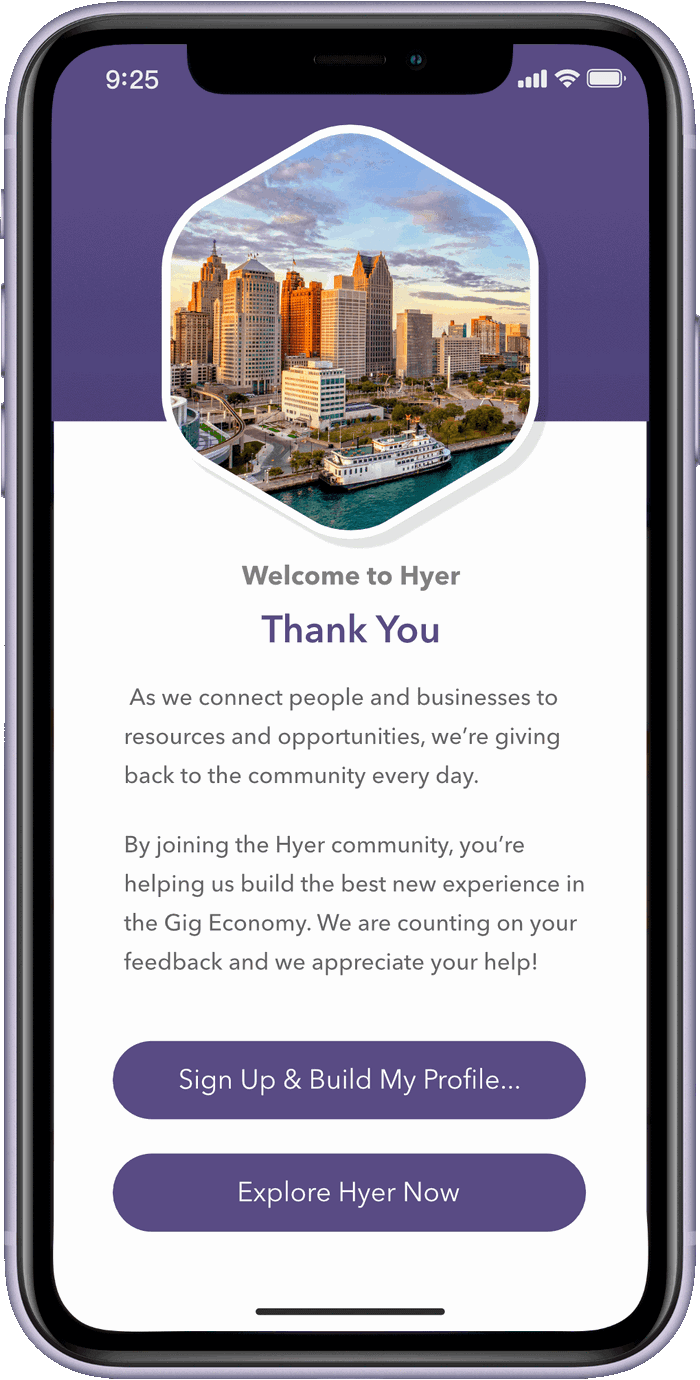 9:25
Welcome to Hyer
Thank You
As we connect people and businesses to
resources and opportunities, we’re giving
back to the community every day.
By joining the Hyer community, you’re
helping us build the best new experience in
the Gig Economy. We are counting on your
feedback and we appreciate your help!
Sign Up & Build My Profile...
Explore Hyer Now